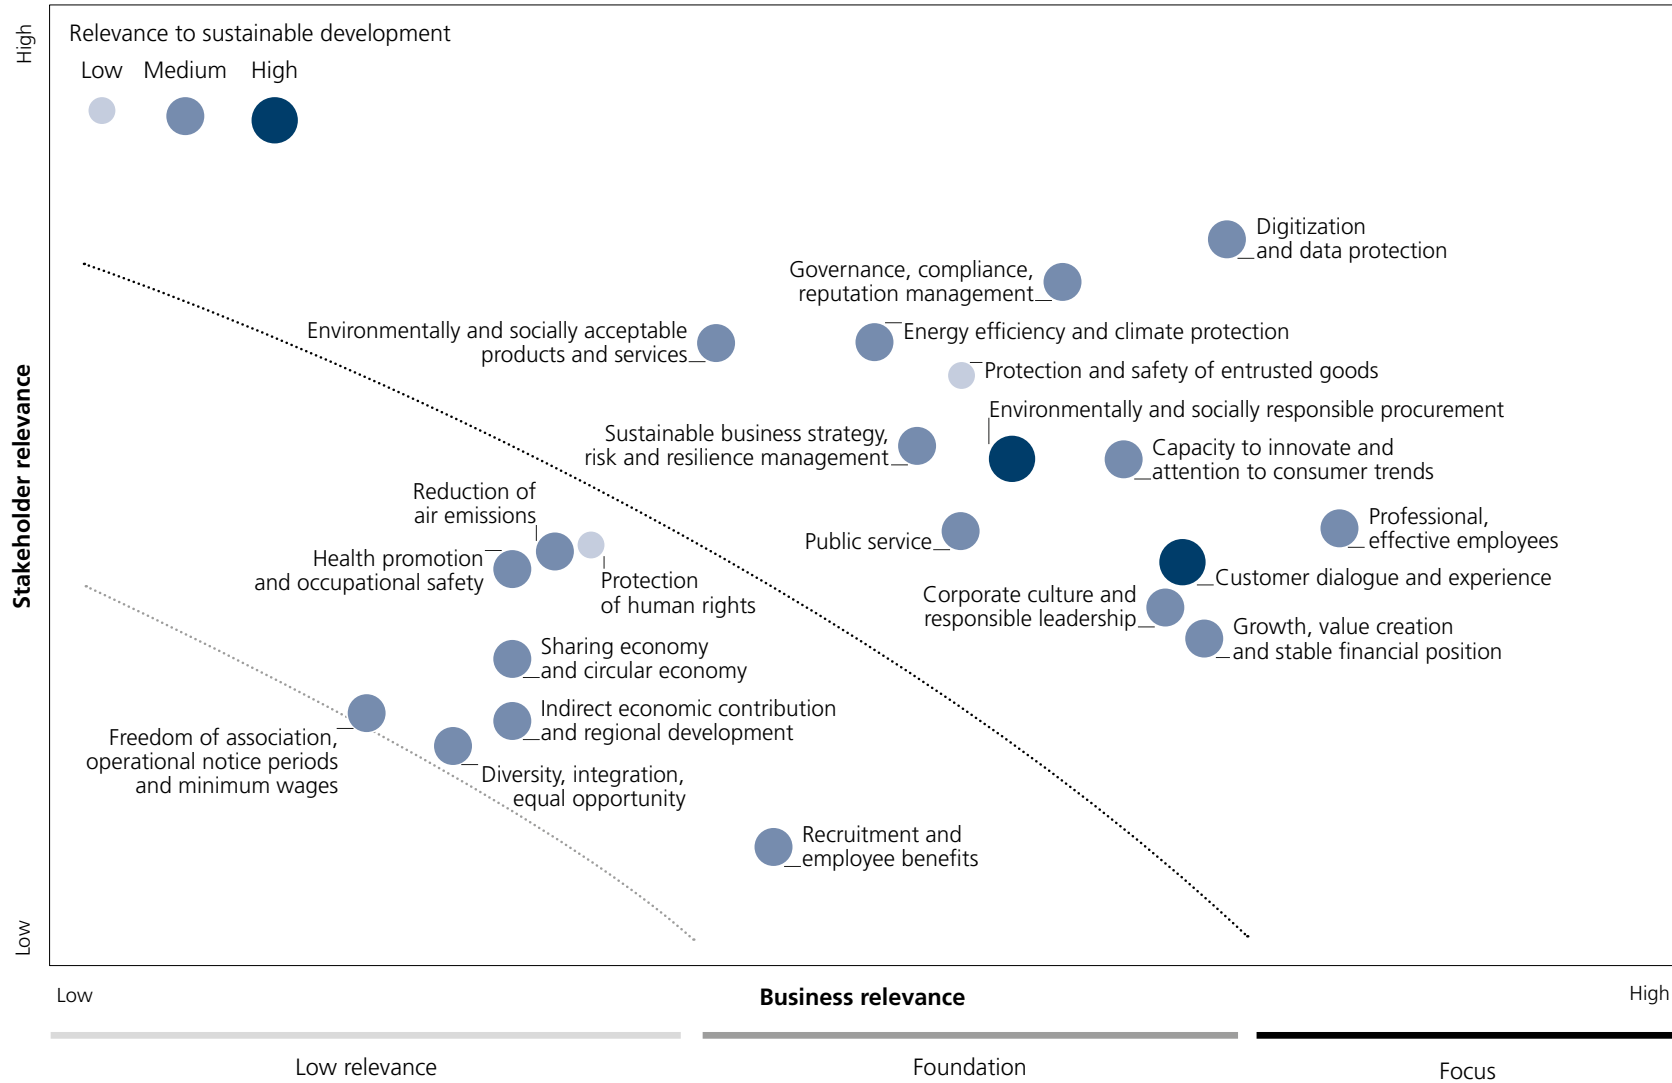 High
Relevance to sustainable development
Low Medium High
Digitization
and data protection
Governance, compliance,
reputation management
Environmentally and socially acceptable
products and services
Energy efficiency and climate protection
Protection and safety of entrusted goods
Environmentally and socially responsible procurement
Sustainable business strategy,
risk and resilience management
Capacity to innovate and
attention to consumer trends
Reduction of
air emissions
Professional,
effective employees
Public service
Health promotion
and occupational safety
Protection
of human rights
Customer dialogue and experience
Corporate culture and
responsible leadership
Growth, value creation
and stable financial position
Sharing economy
and circular economy
Indirect economic contribution
and regional development
Freedom of association,
operational notice periods
and minimum wages
Diversity, integration,
equal opportunity
Recruitment and
employee benefits
Stakeholder relevance
Low
Low
Business relevance
High
Low relevance
Foundation
Focus